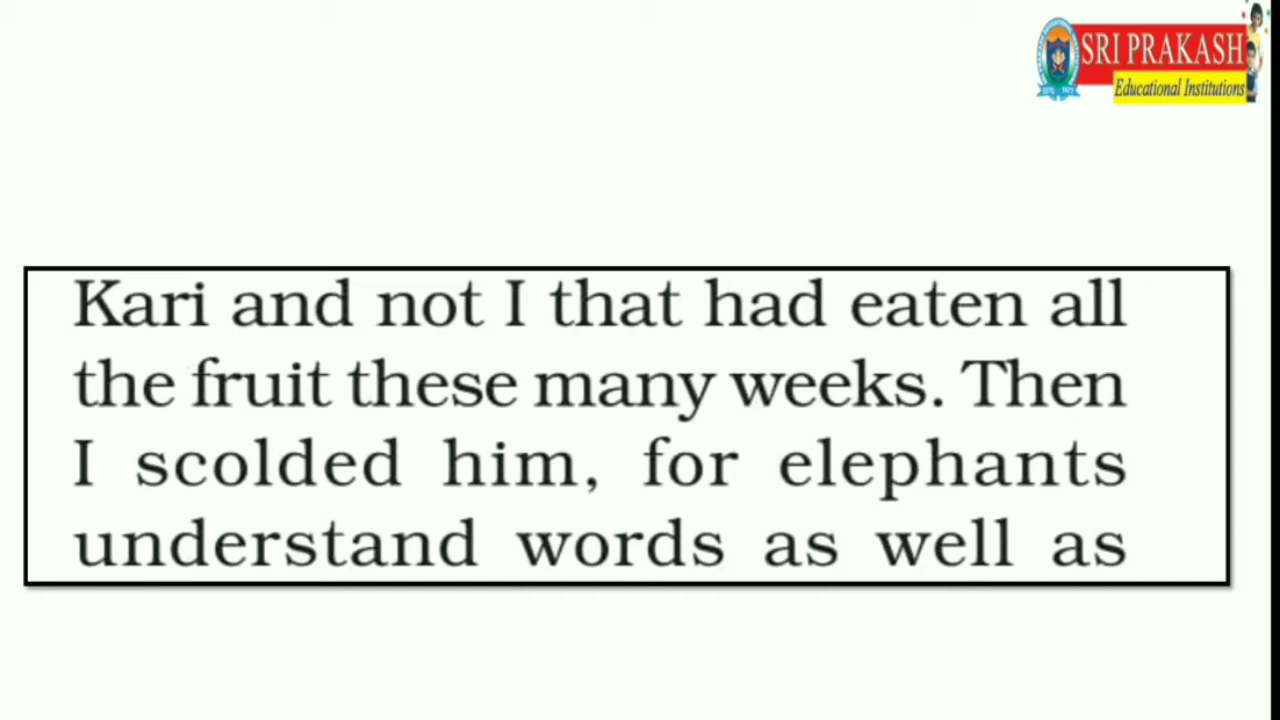 SRI PRAKASH
Educational Institutions
Kari and not I that had eaten all
the fruit these many weeks. Then
I scolded him, for elephants
understand words as well as